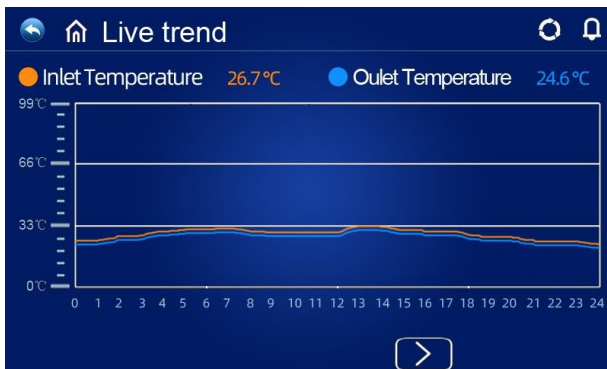 Live trend
Inlet Temperature 26.7℃ Oulet Temperature 24.6℃
99℃
66℃
33℃
0℃
0 1 2 3 4 5 6 7 8 9 10 11 12 13 14 15 16 17 18 19 20 21 22 23 24